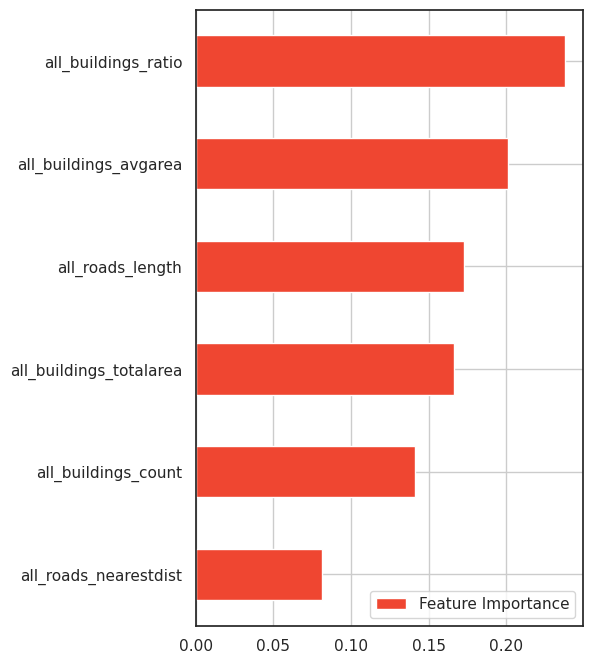 all_buildings_ratio
all_buildings_avgarea
all_roads_length
all_buildings_totalarea
all_buildings_count
all_roads_nearestdist
Feature Importance
0.00 0.05 0.10 0.15 0.20